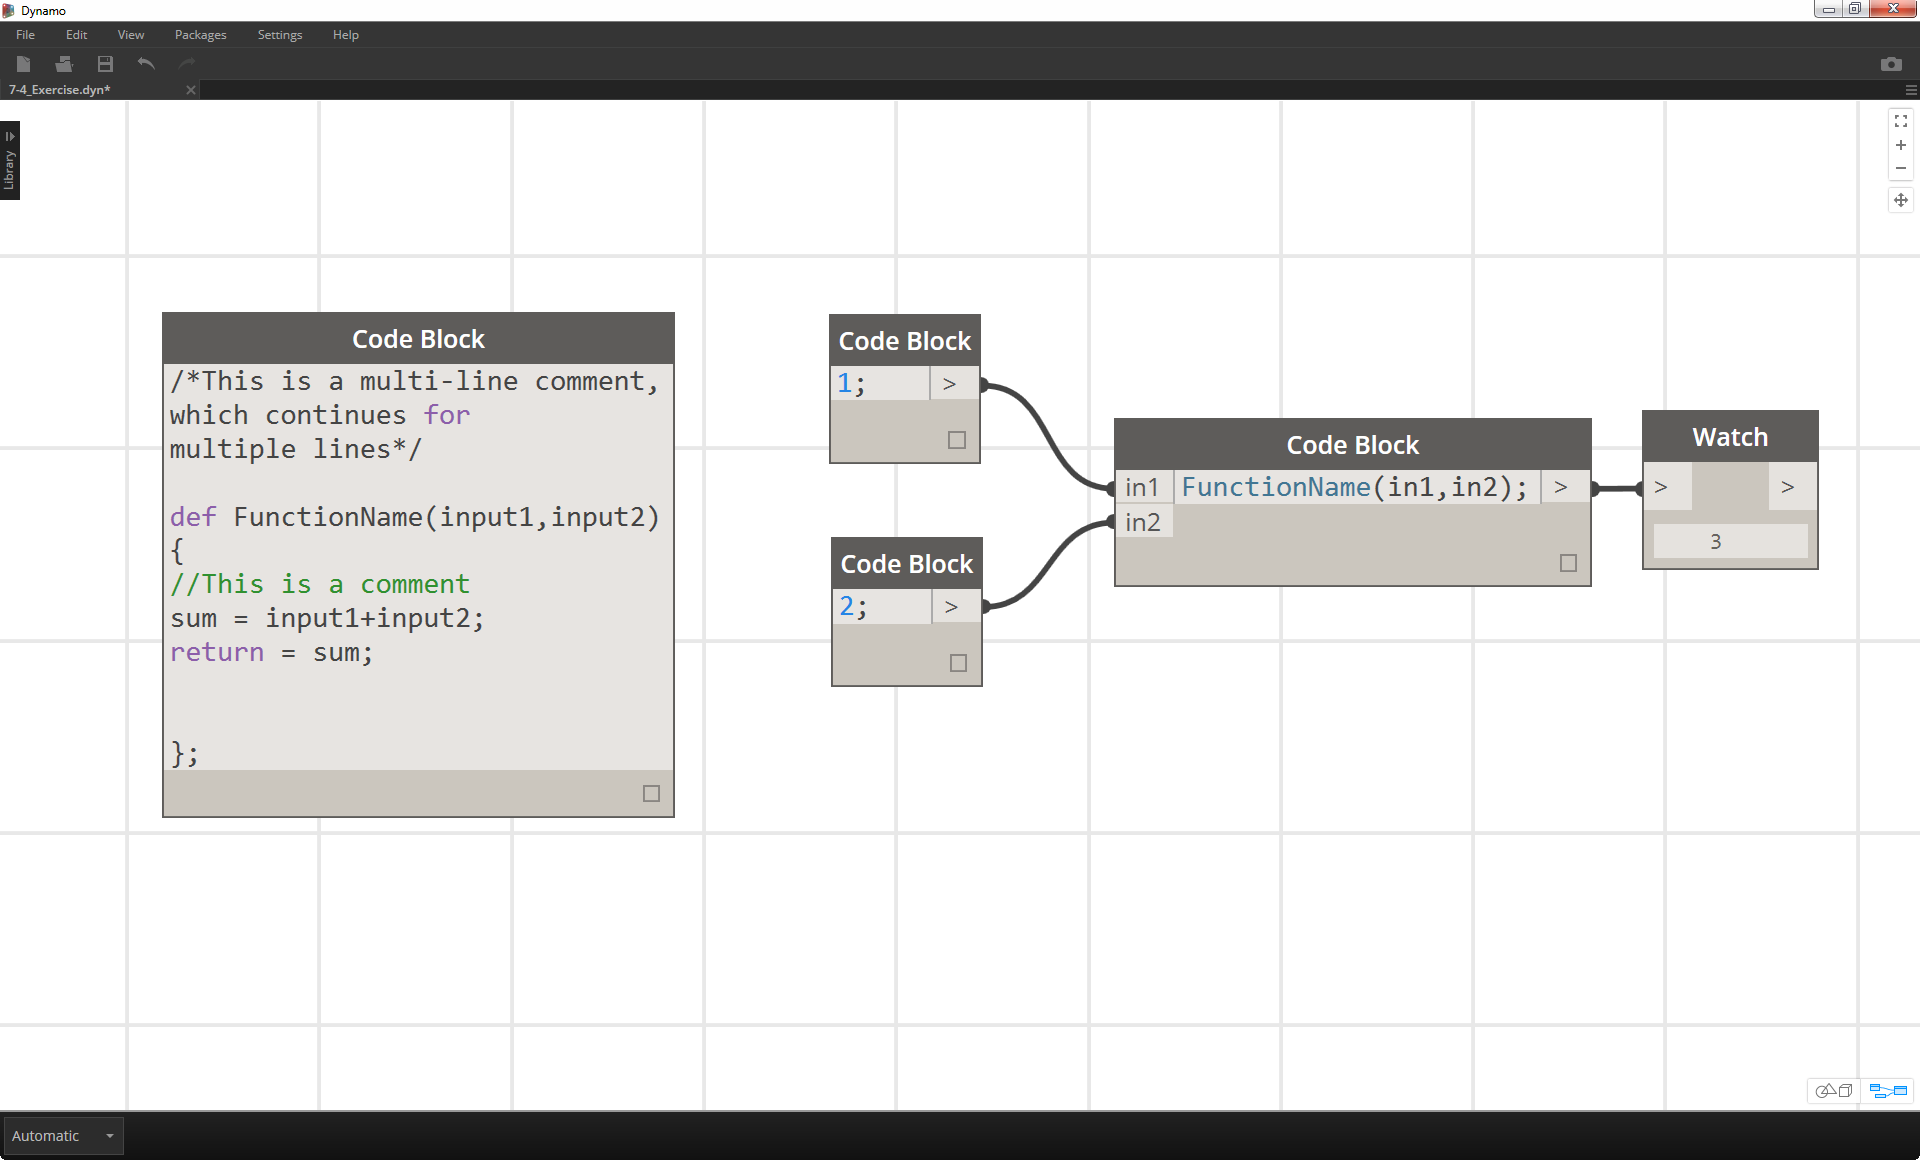 Dynamo
File Edit View Packages Settings Help
7-4_Exercise.dyn*
Library
Code Block
/*This is a multi-line comment,
which continues for
multiple lines*/
def FunctionName(input1,input2)
{
//This is a comment
sum = input1+input2;
return = sum;
};
Code Block
1; >
Code Block
2; >
Code Block
in1 FunctionName(in1,in2); >
in2
Watch
> >
3
Automatic